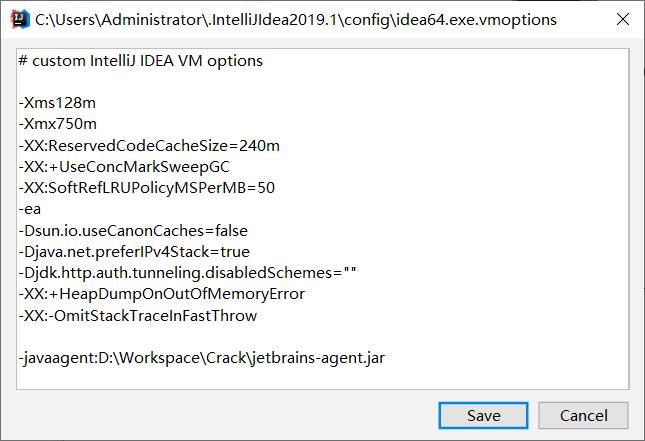 C:\Users\Administrator\.IntelliJIdea2019.1\config\idea64.exe.vmoptions
# custom IntelliJ IDEA VM options
-Xms128m
-Xmx750m
-XX:ReservedCodeCacheSize=240m
-XX:+UseConcMarkSweepGC
-XX:SoftRefLRUPolicyMSPerMB=50
-ea
-Dsun.io.useCanonCaches=false
-Djava.net.preferIPv4Stack=true
-Djdk.http.auth.tunneling.disabledSchemes=""
-XX:+HeapDumpOnOutOfMemoryError
-XX:-OmitStackTraceInFastThrow
-javaagent:D:\Workspace\Crack\jetbrains-agent.jar
Save Cancel